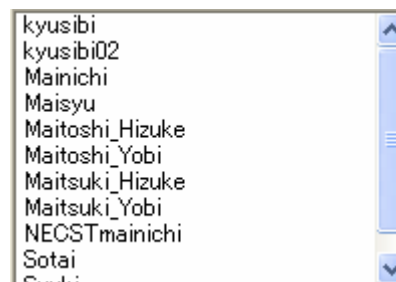 kyusibi
kyusibi02
Mainichi
Maisyu
Maitoshi_Hizuke
Maitoshi_Yobi
Maitsuki_Hizuke
Maitsuki_Yobi
NECSTmainichi
Sotai